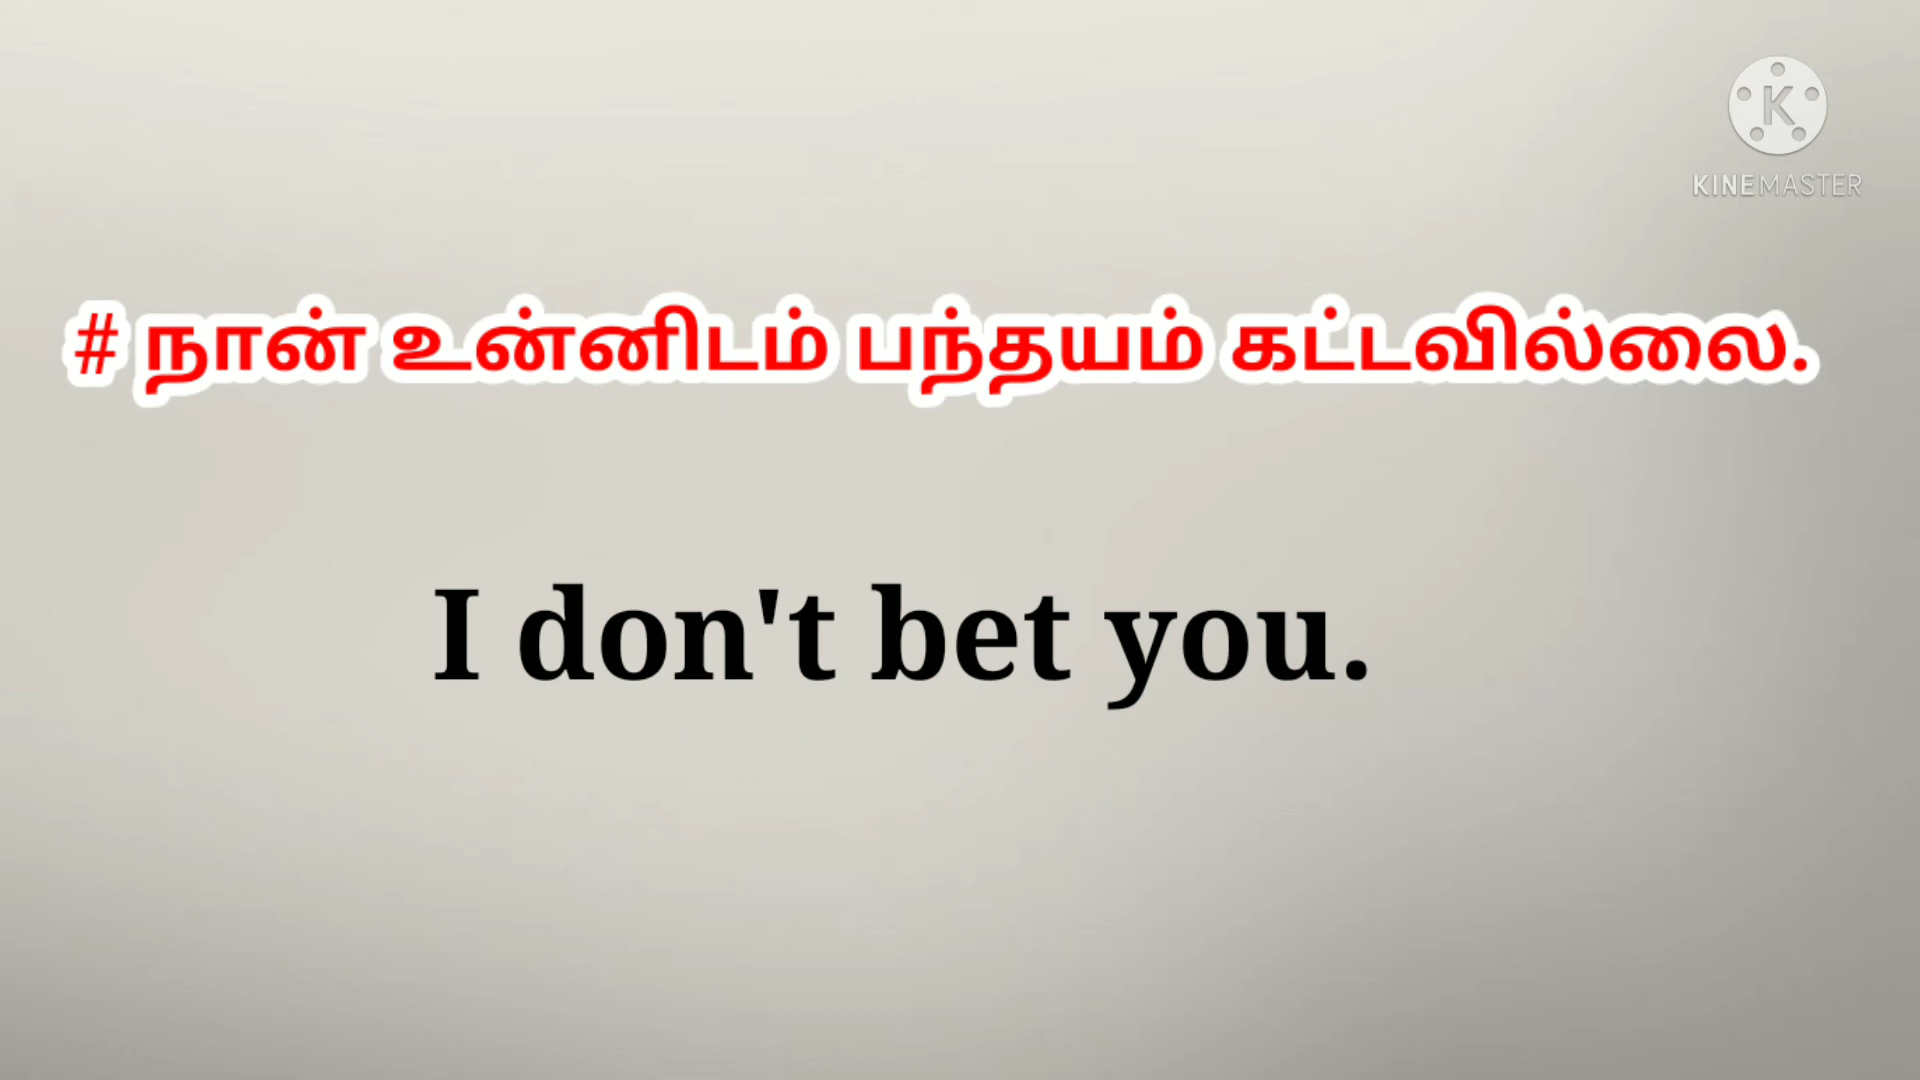 K
KINEMASTER
# நான் உன்னிடம் பந்தயம் கட்டவில்லை.
I don't bet you.